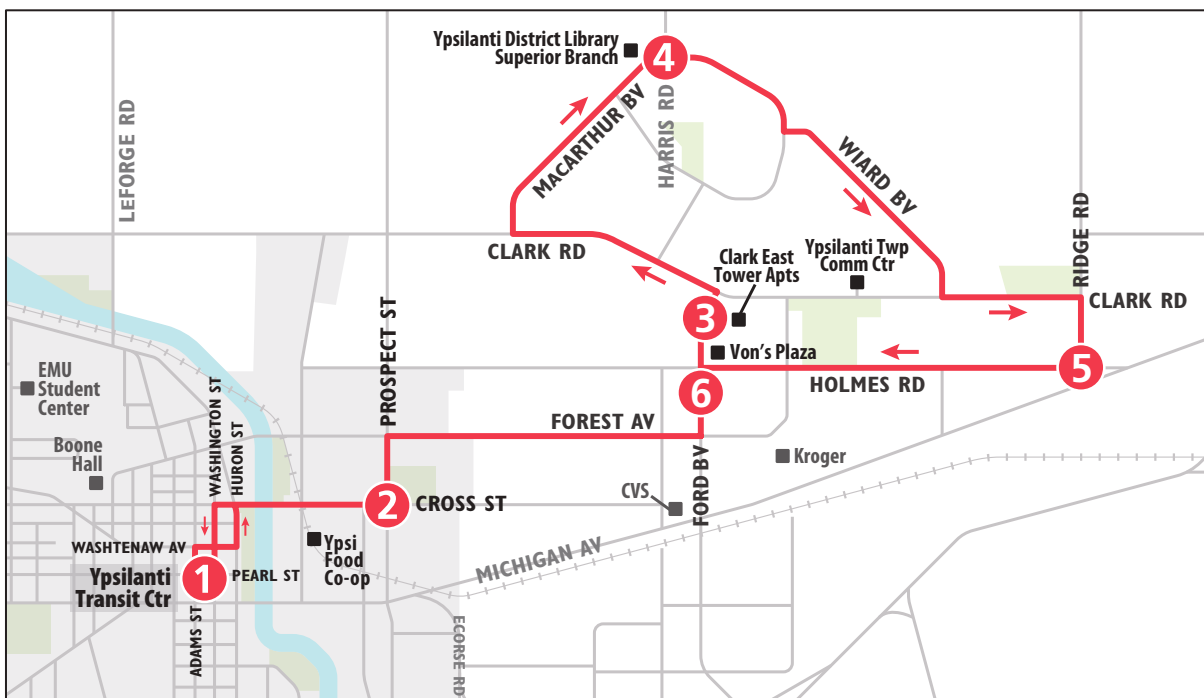 Ypsilanti District Library
Superior Branch
4
LEFORGE RD
MACARTHUR BV
HARRIS RD
WIARD BV
RIDGE RD
CLARK RD
Clark East
Tower Apts
Ypsilanti Twp
Comm Ctr
CLARK RD
3
Von's Plaza
PROSPECT ST
EMU
Student
Center
HOLMES RD
5
6
WASHINGTON ST
HURON ST
FOREST AV
Boone
Hall
FORD BV
Kroger
CVS
2
CROSS ST
WASHTENAW AV
Ypsi
Food
Co-op
MICHIGAN AV
Ypsilanti
Transit Ctr
1
PEARL ST
ADAMS ST
ECORSE RD